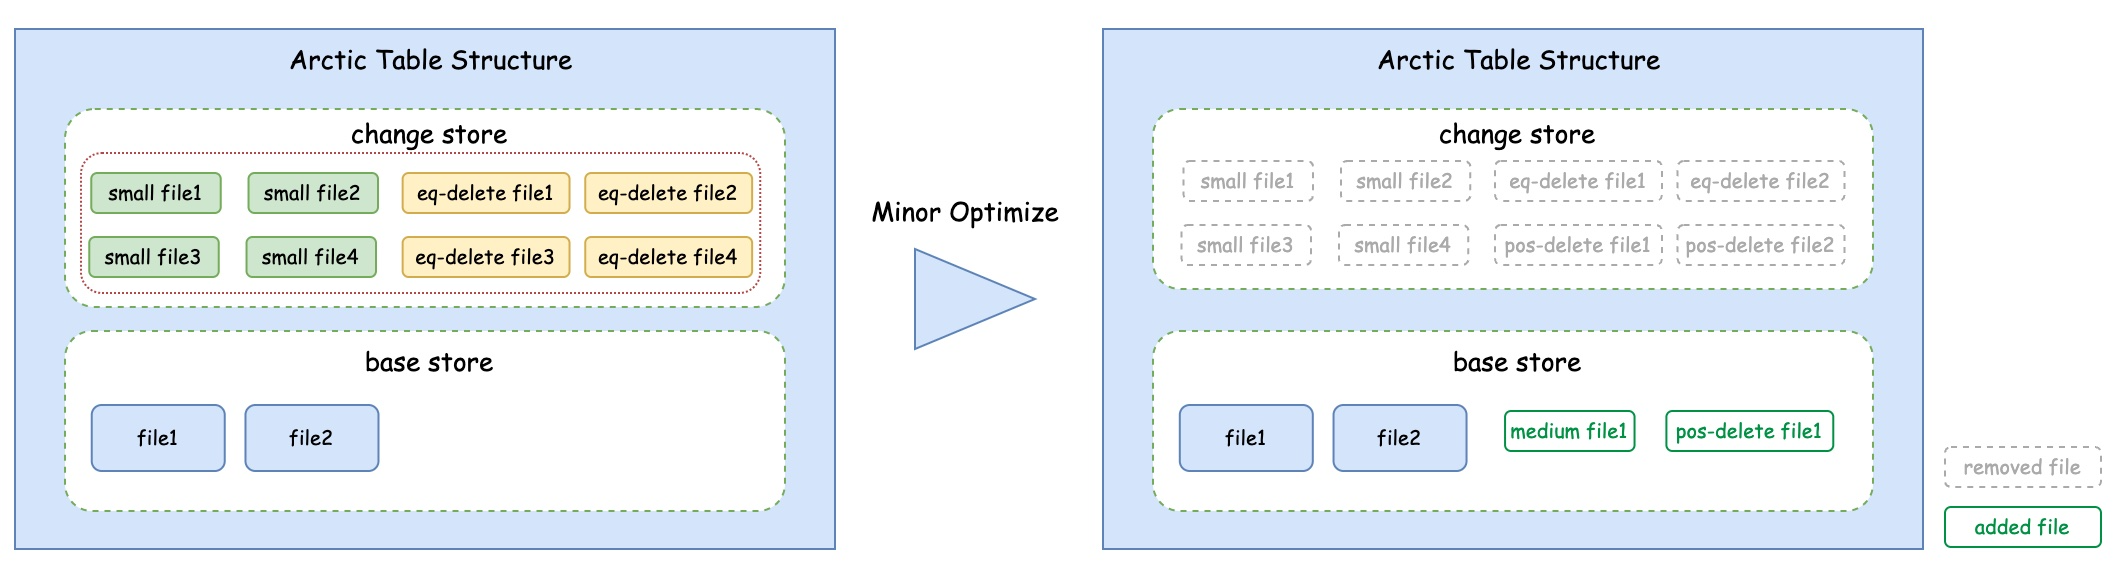 Arctic Table Structure
change store
small file1 small file2 eq-delete file1 eq-delete file2
small file3 small file4 eq-delete file3 eq-delete file4
base store
file1 file2
Minor Optimize
Arctic Table Structure
change store
small file1 small file2 eq-delete file1 eq-delete file2
small file3 small file4 pos-delete file1 pos-delete file2
base store
file1 file2 medium file1 pos-delete file1
removed file
added file